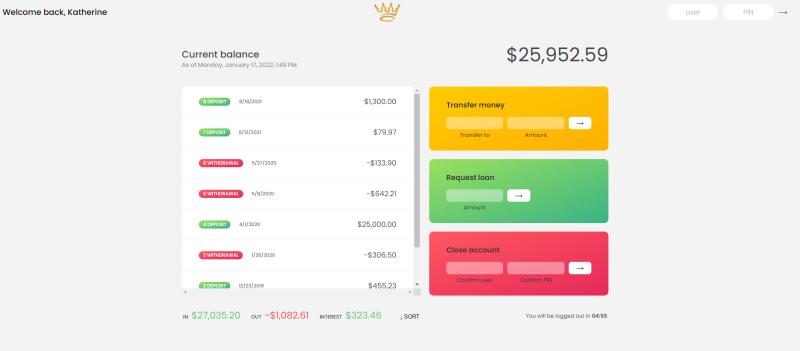 Welcome back, Katherine
user
PIN
→
Current balance
As of Monday, January 17, 2022, 1:49 PM
$25,952.59
8 DEPOSIT 8/16/2021 $1,300.00
7 DEPOSIT 8/12/2021 $79.97
6 WITHDRAWAL 5/27/2020 -$133.90
5 WITHDRAWAL 5/8/2020 -$642.21
4 DEPOSIT 4/1/2020 $25,000.00
3 WITHDRAWAL 1/28/2020 -$306.50
2 DEPOSIT 12/23/2019 $455.23
Transfer money
→
Transfer to Amount
Request loan
→
Amount
Close account
→
Confirm user Confirm PIN
IN $27,035.20 OUT -$1,082.61 INTEREST $323.46 ↓ SORT
You will be logged out in 04:55